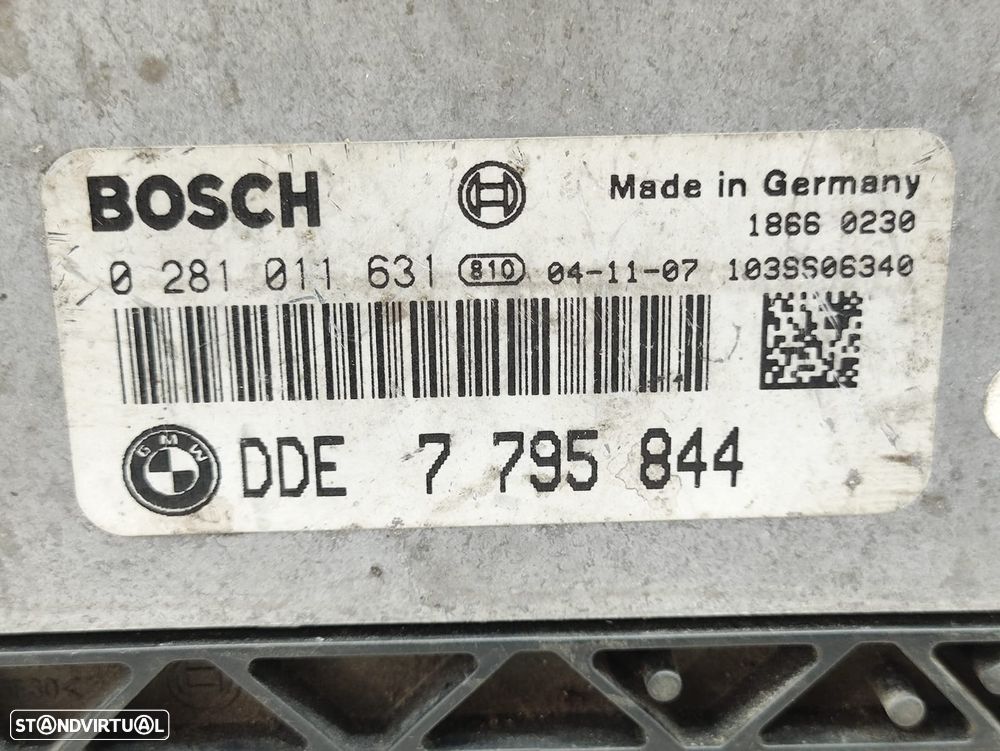 BOSCH
Made in Germany
1866 0230
0 281 011 631 810 04-11-07 1039S06340
BMW DDE 7 795 844
STANDVIRTUAL